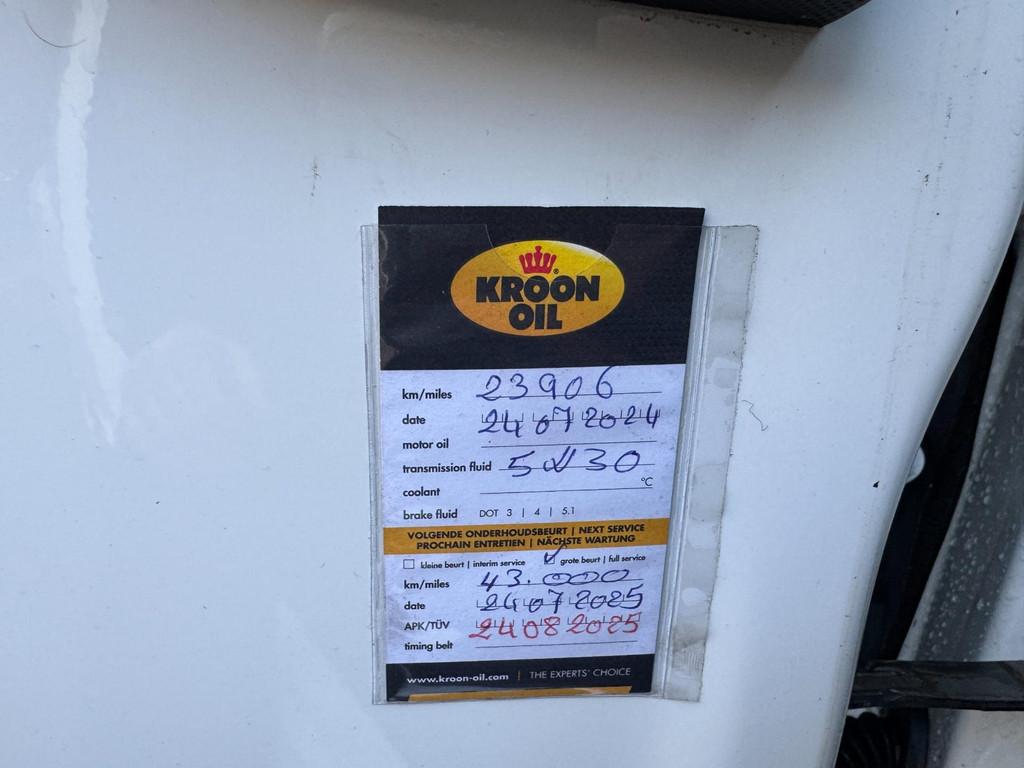 KROON
OIL
km/miles 23906
date 24 07 2024
motor oil
transmission fluid 5W30
coolant °C
brake fluid DOT 3 | 4 | 5.1
VOLGENDE ONDERHOUDSBEURT | NEXT SERVICE
PROCHAIN ENTRETIEN | NÄCHSTE WARTUNG
kleine beurt | interim service grote beurt | full service
km/miles 43.000
date 24 07 2025
APK/TÜV 24 08 2025
timing belt
www.kroon-oil.com | THE EXPERTS' CHOICE